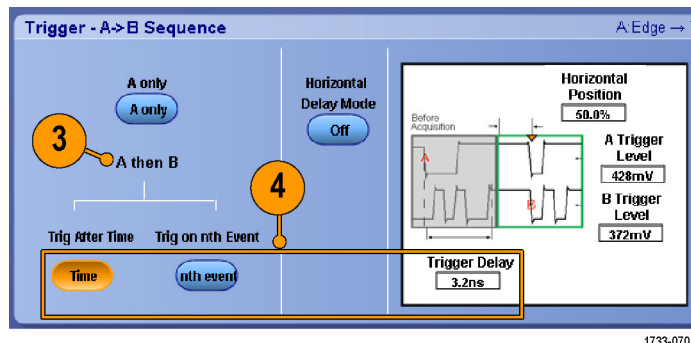 Trigger - A->B Sequence
A:Edge →
A only
A only
3
A then B
Trig After Time
Trig on nth Event
4
Time
nth event
Horizontal
Delay Mode
Off
Horizontal
Position
50.0%
Before
Acquisition
A
B
A Trigger
Level
428mV
B Trigger
Level
372mV
Trigger Delay
3.2ns
1733-070